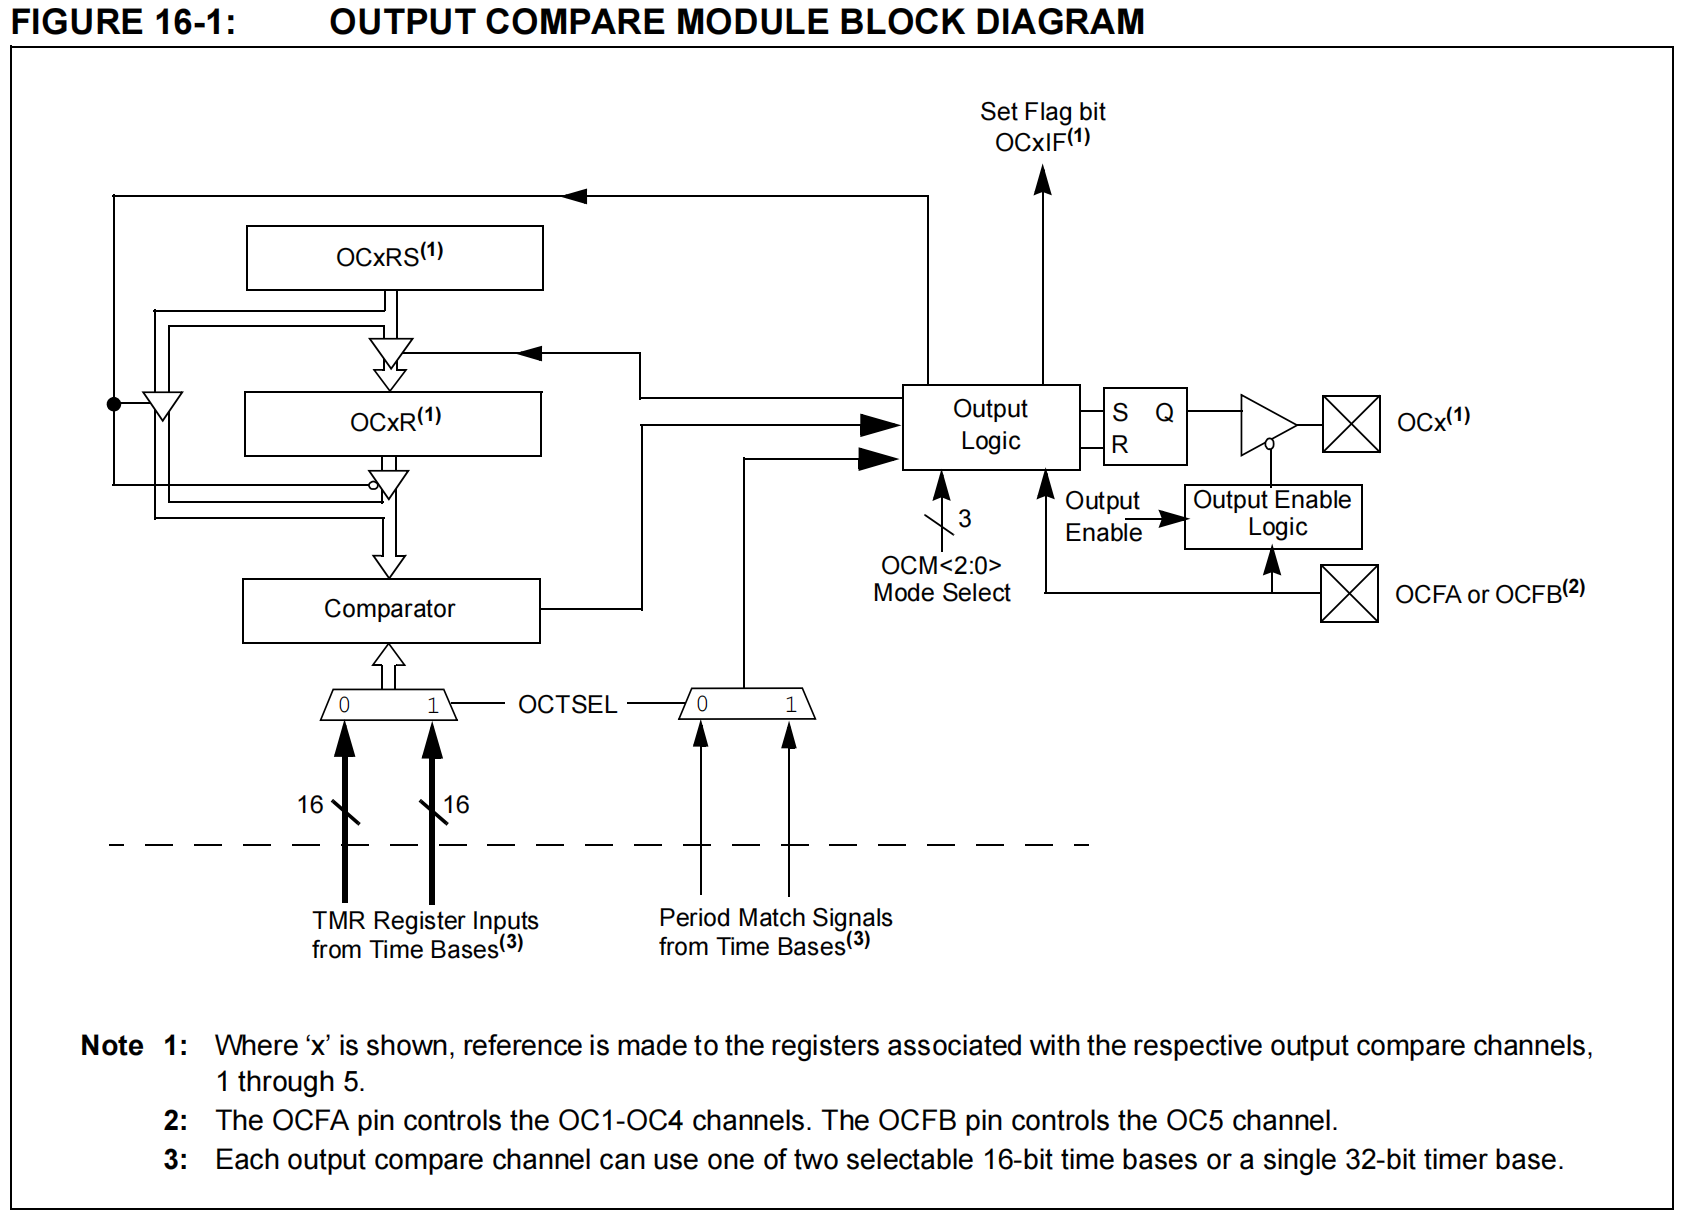 FIGURE 16-1: OUTPUT COMPARE MODULE BLOCK DIAGRAM
Set Flag bit
OCxIF(1)
OCxRS(1)
OCxR(1)
Output
Logic
S Q
R
OCx(1)
Output
Enable
Output Enable
Logic
3
OCM<2:0>
Mode Select
OCFA or OCFB(2)
Comparator
0 1
OCTSEL
0 1
16
16
TMR Register Inputs
from Time Bases(3)
Period Match Signals
from Time Bases(3)
Note 1: Where ‘x’ is shown, reference is made to the registers associated with the respective output compare channels,
1 through 5.
2: The OCFA pin controls the OC1-OC4 channels. The OCFB pin controls the OC5 channel.
3: Each output compare channel can use one of two selectable 16-bit time bases or a single 32-bit timer base.